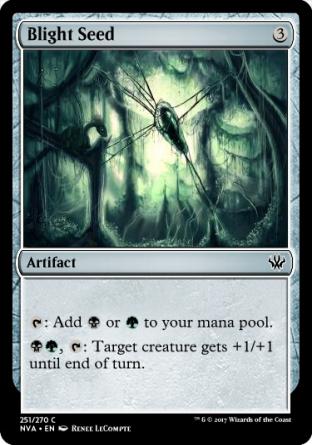 Blight Seed 3
Artifact
: Add or to your mana pool.
, : Target creature gets +1/+1
until end of turn.
251/270 C
NVA • EN Renee LeCompte
™ & © 2017 Wizards of the Coast